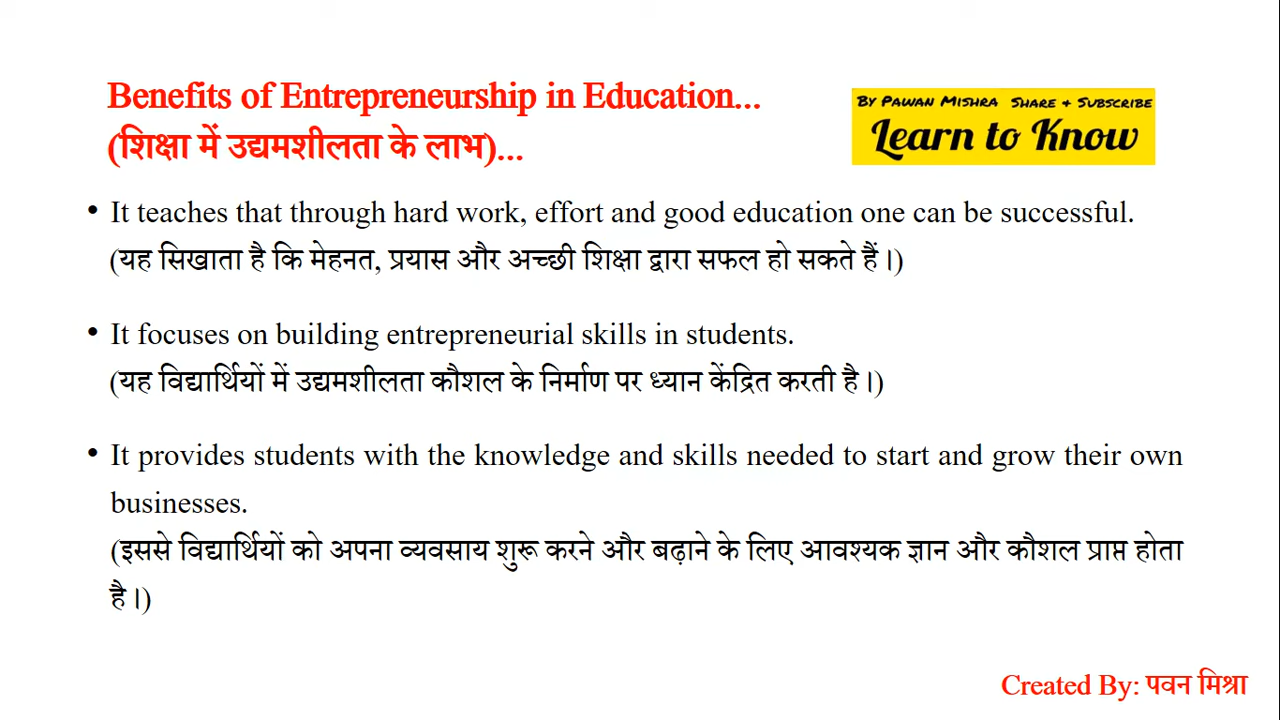 Benefits of Entrepreneurship in Education...
(शिक्षा में उद्यमशीलता के लाभ)...
By Pawan Mishra Share & Subscribe
Learn to Know
• It teaches that through hard work, effort and good education one can be successful.
(यह सिखाता है कि मेहनत, प्रयास और अच्छी शिक्षा द्वारा सफल हो सकते हैं।)
• It focuses on building entrepreneurial skills in students.
(यह विद्यार्थियों में उद्यमशीलता कौशल के निर्माण पर ध्यान केंद्रित करती है।)
• It provides students with the knowledge and skills needed to start and grow their own
businesses.
(इससे विद्यार्थियों को अपना व्यवसाय शुरू करने और बढ़ाने के लिए आवश्यक ज्ञान और कौशल प्राप्त होता
है।)
Created By: पवन मिश्रा